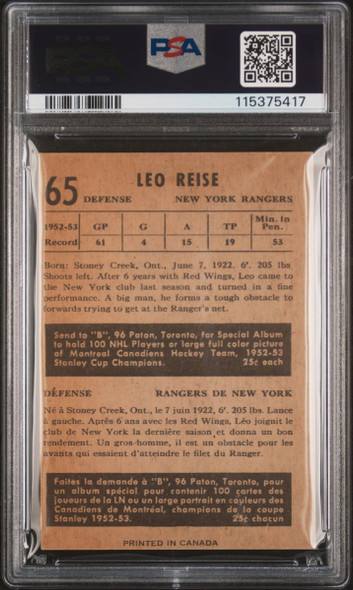 PSA
115375417
65 LEO REISE
DEFENSE NEW YORK RANGERS
1952-53 GP G A TP Min. in Pen.
Record 61 4 15 19 53
Born: Stoney Creek, Ont., June 7, 1922. 6'. 205 lbs.
Shoots left. After 6 years with Red Wings, Leo came to
the New York club last season and turned in a fine
performance. A big man, he forms a tough obstacle to
forwards trying to get at the Ranger's net.
Send to "B", 96 Paton, Toronto, for Special Album
to hold 100 NHL Players or large full color picture
of Montreal Canadiens Hockey Team, 1952-53
Stanley Cup Champions. 25¢ each
DÉFENSE RANGERS DE NEW YORK
Né à Stoney Creek, Ont., le 7 juin 1922, 6'. 205 lbs. Lance
à gauche. Après 6 ans avec les Red Wings, Léo joignit le
club de New York la dernière saison et donna un bon
rendement. Un gros-homme, il est un obstacle pour les
avants qui essaient d'atteindre le filet du Ranger.
Faites la demande à "B", 96 Paton, Toronto, pour
un album spécial pour contenir 100 cartes des
joueurs de la LN ou un large portrait en couleurs des
Canadiens de Montréal, champions de la coupe
Stanley 1952-53. 25¢ chacun
PRINTED IN CANADA